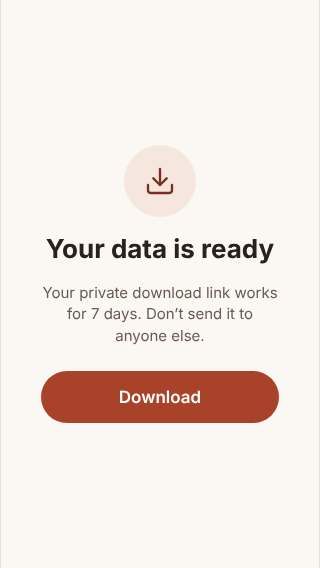 Your data is ready
Your private download link works
for 7 days. Don’t send it to
anyone else.
Download